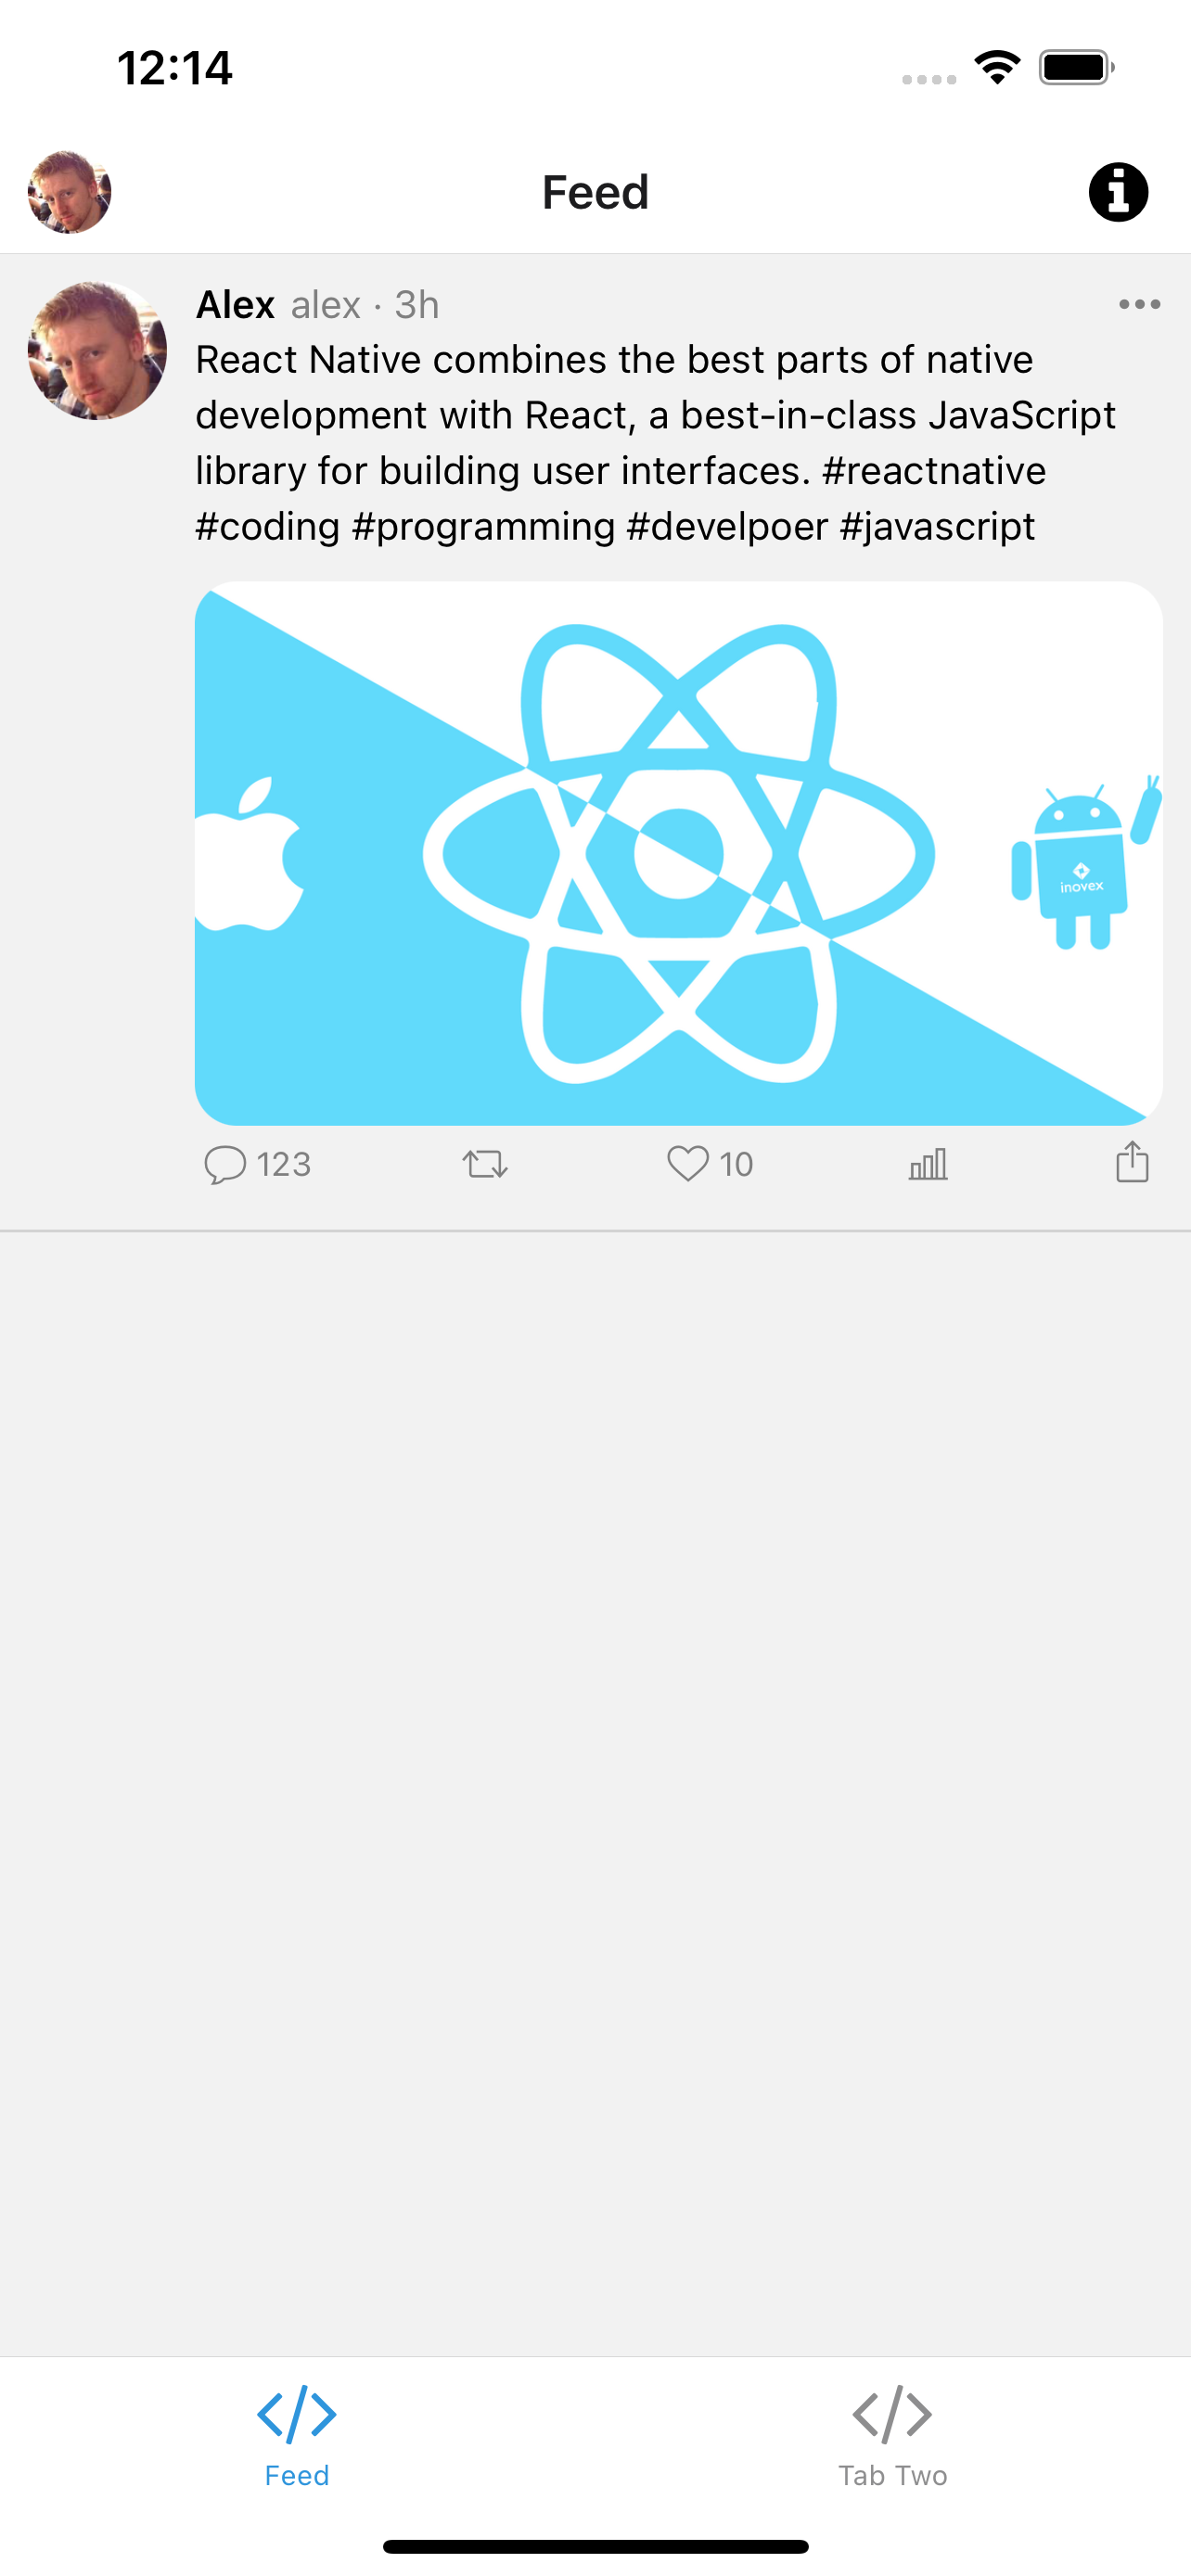 12:14
Feed
Alex alex · 3h
React Native combines the best parts of native
development with React, a best-in-class JavaScript
library for building user interfaces. #reactnative
#coding #programming #develpoer #javascript
inovex
123
10
Feed
Tab Two